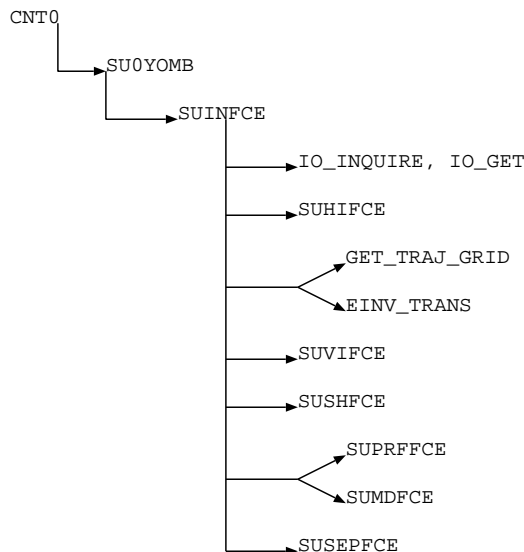 CNT0
SU0YOMB
SUINFCE
IO_INQUIRE, IO_GET
SUHIFCE
GET_TRAJ_GRID
EINV_TRANS
SUVIFCE
SUSHFCE
SUPRFFCE
SUMDFCE
SUSEPFCE